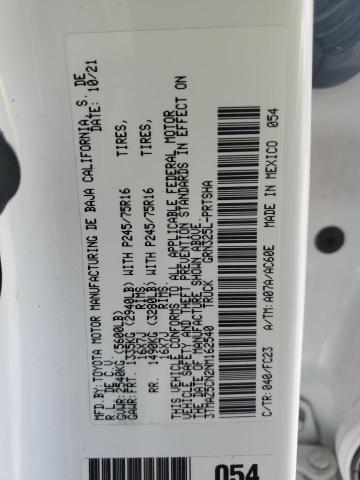 MFD BY:TOYOTA MOTOR MANUFACTURING DE BAJA CALIFORNIA, S. DE
R.L. DE C.V. DATE: 10/21
GVWR: 2540KG (5600LB)
GAWR: FRT. 1335KG (2940LB) WITH P245/75R16 TIRES,
16X7J RIMS
RR. 1490KG (3280LB) WITH P245/75R16 TIRES,
16X7J RIMS
THIS VEHICLE CONFORMS TO ALL APPLICABLE FEDERAL MOTOR
VEHICLE SAFETY AND THEFT PREVENTION STANDARDS IN EFFECT ON
THE DATE OF MANUFACTURE SHOWN ABOVE.
3TMAZ5CN2NM162540 TRUCK GRN325L-PRTSHA
C/TR: 040/FC23 A/TM: A07A/AC60E MADE IN MEXICO 054
054